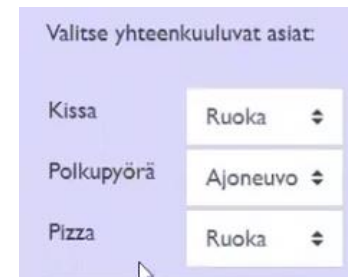 Valitse yhteenkuuluvat asiat:
Kissa Ruoka
Polkupyörä Ajoneuvo
Pizza Ruoka